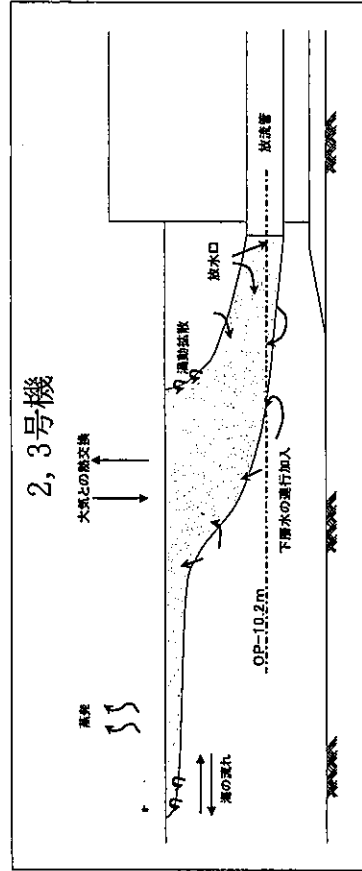 2, 3号機
大気との熱交換
蒸発
渦動拡散
放水口
放流管
海の流れ
OP-10.2m
下層水の連行加入